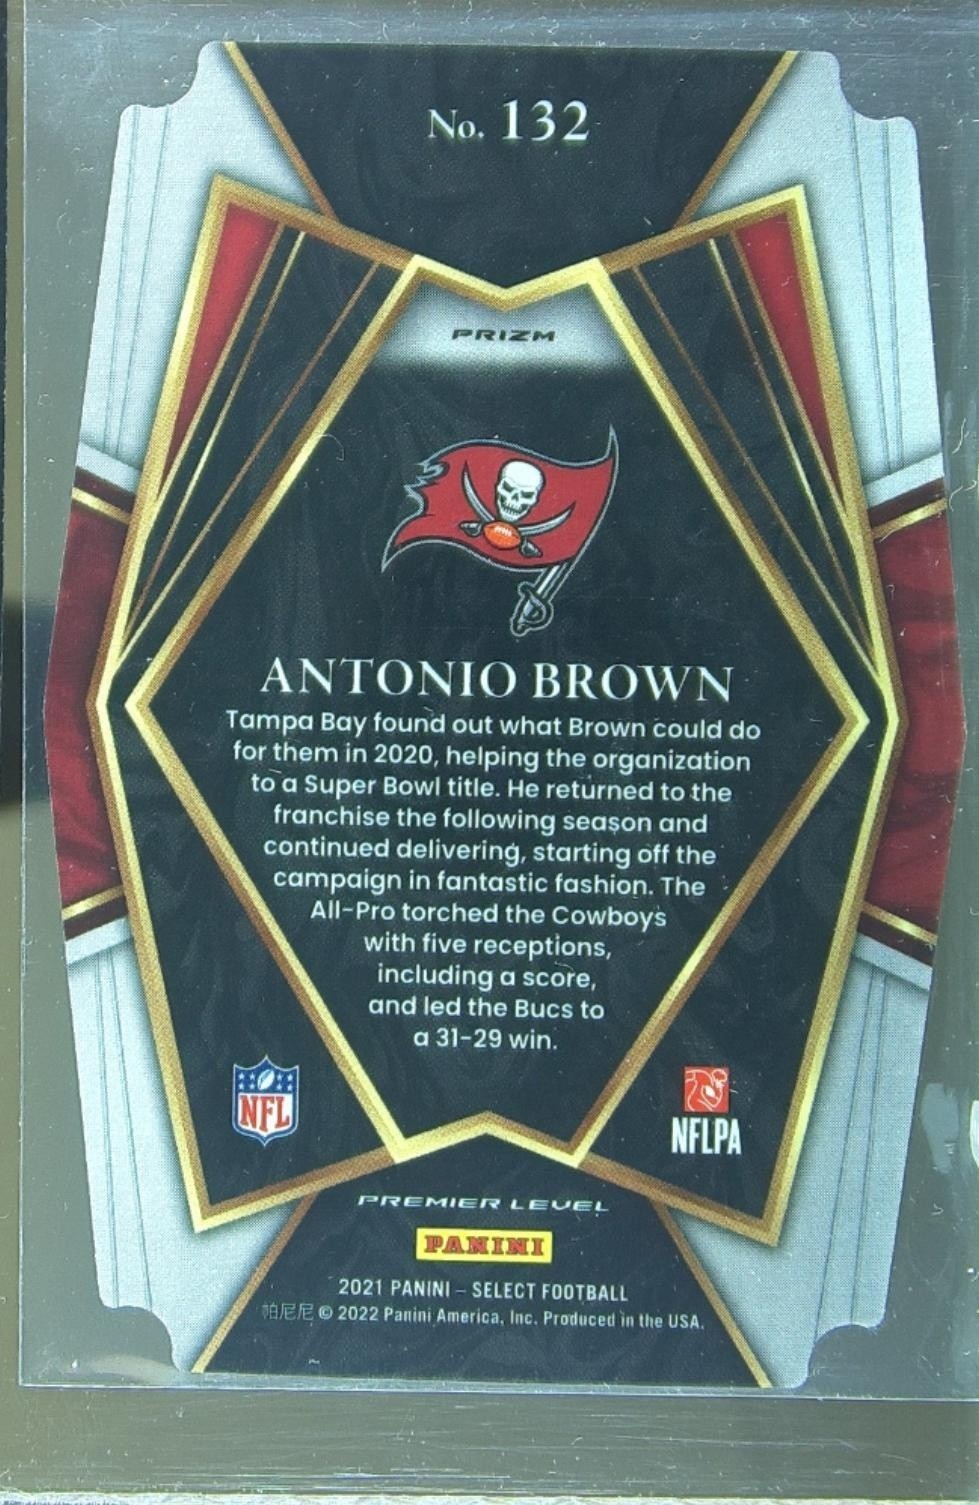 No. 132
PRIZM
ANTONIO BROWN
Tampa Bay found out what Brown could do
for them in 2020, helping the organization
to a Super Bowl title. He returned to the
franchise the following season and
continued delivering, starting off the
campaign in fantastic fashion. The
All-Pro torched the Cowboys
with five receptions,
including a score,
and led the Bucs to
a 31-29 win.
NFL
NFLPA
PREMIER LEVEL
PANINI
2021 PANINI – SELECT FOOTBALL
帕尼尼 © 2022 Panini America, Inc. Produced in the USA.